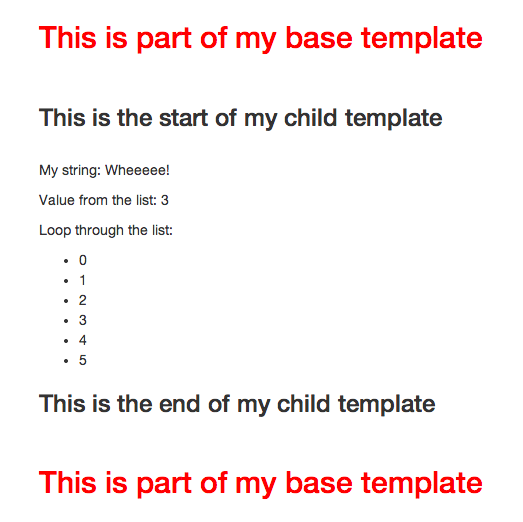 This is part of my base template
This is the start of my child template
My string: Wheeeee!
Value from the list: 3
Loop through the list:
• 0
• 1
• 2
• 3
• 4
• 5
This is the end of my child template
This is part of my base template